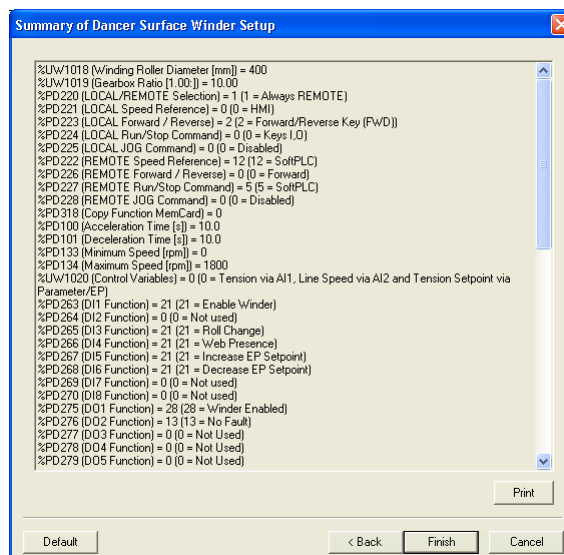 Summary of Dancer Surface Winder Setup
%UW1018 (Winding Roller Diameter [mm]) = 400
%UW1019 (Gearbox Ratio [1.00:]) = 10.00
%PD220 (LOCAL/REMOTE Selection) = 1 (1 = Always REMOTE)
%PD221 (LOCAL Speed Reference) = 0 (0 = HMI)
%PD223 (LOCAL Forward / Reverse) = 2 (2 = Forward/Reverse Key (FWD))
%PD224 (LOCAL Run/Stop Command) = 0 (0 = Keys I,O)
%PD225 (LOCAL JOG Command) = 0 (0 = Disabled)
%PD222 (REMOTE Speed Reference) = 12 (12 = SoftPLC)
%PD226 (REMOTE Forward / Reverse) = 0 (0 = Forward)
%PD227 (REMOTE Run/Stop Command) = 5 (5 = SoftPLC)
%PD228 (REMOTE JOG Command) = 0 (0 = Disabled)
%PD318 (Copy Function MemCard) = 0
%PD100 (Acceleration Time [s]) = 10.0
%PD101 (Deceleration Time [s]) = 10.0
%PD133 (Minimum Speed [rpm]) = 0
%PD134 (Maximum Speed [rpm]) = 1800
%UW1020 (Control Variables) = 0 (0 = Tension via AI1, Line Speed via AI2 and Tension Setpoint via
Parameter/EP)
%PD263 (DI1 Function) = 21 (21 = Enable Winder)
%PD264 (DI2 Function) = 0 (0 = Not used)
%PD265 (DI3 Function) = 21 (21 = Roll Change)
%PD266 (DI4 Function) = 21 (21 = Web Presence)
%PD267 (DI5 Function) = 21 (21 = Increase EP Setpoint)
%PD268 (DI6 Function) = 21 (21 = Decrease EP Setpoint)
%PD269 (DI7 Function) = 0 (0 = Not used)
%PD270 (DI8 Function) = 0 (0 = Not used)
%PD275 (DO1 Function) = 28 (28 = Winder Enabled)
%PD276 (DO2 Function) = 13 (13 = No Fault)
%PD277 (DO3 Function) = 0 (0 = Not Used)
%PD278 (DO4 Function) = 0 (0 = Not Used)
%PD279 (DO5 Function) = 0 (0 = Not Used)
Print
Default
< Back
Finish
Cancel